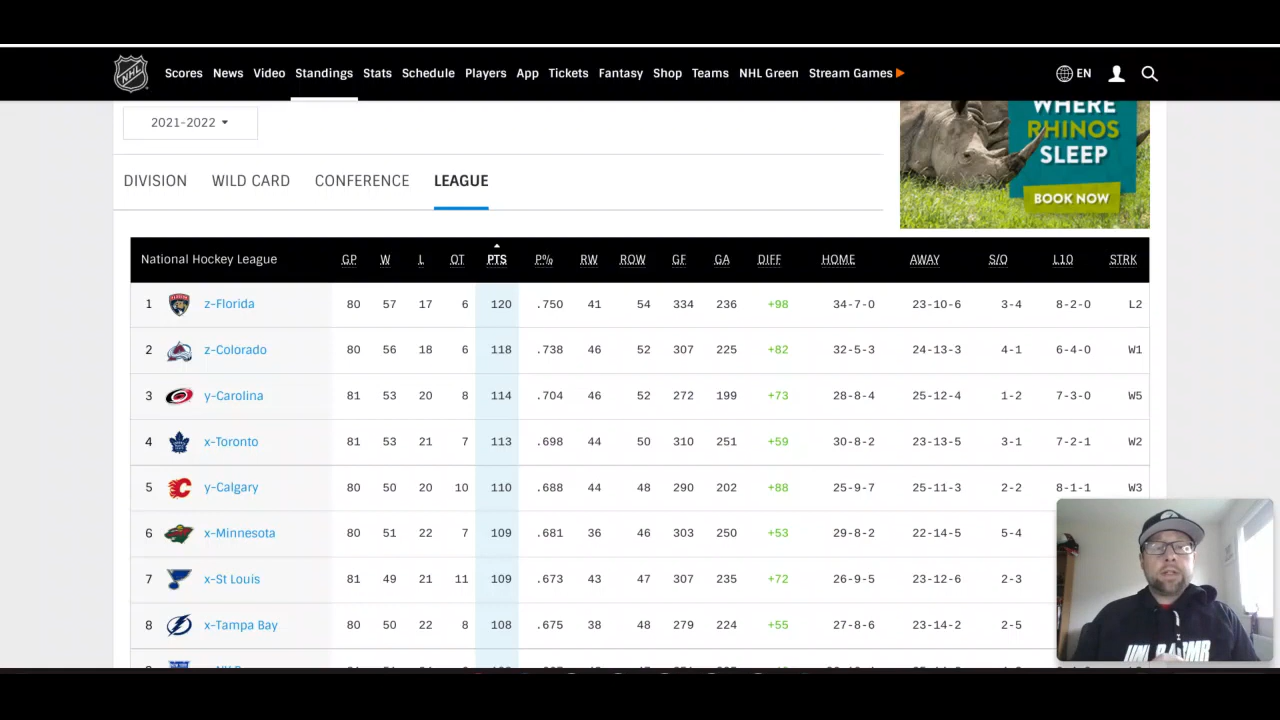 NHL Scores News Video Standings Stats Schedule Players App Tickets Fantasy Shop Teams NHL Green Stream Games EN
2021-2022
WHERE
RHINOS
SLEEP
BOOK NOW
DIVISION WILD CARD CONFERENCE LEAGUE
National Hockey League GP W L OT PTS P% RW ROW GF GA DIFF HOME AWAY S/O L10 STRK
1 z-Florida 80 57 17 6 120 .750 41 54 334 236 +98 34-7-0 23-10-6 3-4 8-2-0 L2
2 z-Colorado 80 56 18 6 118 .738 46 52 307 225 +82 32-5-3 24-13-3 4-1 6-4-0 W1
3 y-Carolina 81 53 20 8 114 .704 46 52 272 199 +73 28-8-4 25-12-4 1-2 7-3-0 W5
4 x-Toronto 81 53 21 7 113 .698 44 50 310 251 +59 30-8-2 23-13-5 3-1 7-2-1 W2
5 y-Calgary 80 50 20 10 110 .688 44 48 290 202 +88 25-9-7 25-11-3 2-2 8-1-1 W3
6 x-Minnesota 80 51 22 7 109 .681 36 46 303 250 +53 29-8-2 22-14-5 5-4
7 x-St Louis 81 49 21 11 109 .673 43 47 307 235 +72 26-9-5 23-12-6 2-3
8 x-Tampa Bay 80 50 22 8 108 .675 38 48 279 224 +55 27-8-6 23-14-2 2-5